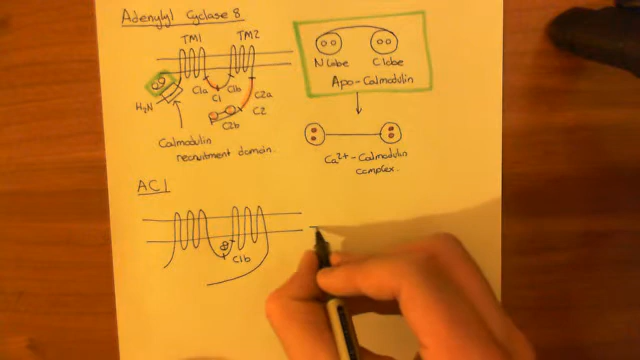 Adenylyl Cyclase 8
TM1
TM2
N Lobe
C Lobe
Apo-Calmodulin
H₂N
C1a
C1
C1b
C2a
C2
C2b
Calmodulin
recruitment domain.
Ca²⁺-Calmodulin
complex.
AC1
C1b